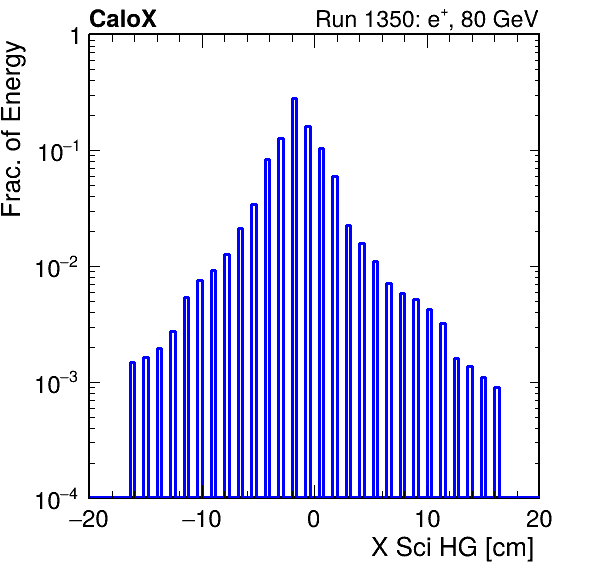 CaloX Run 1350: e⁺, 80 GeV
Frac. of Energy
1
10⁻¹
10⁻²
10⁻³
10⁻⁴
−20 −10 0 10 20
X Sci HG [cm]